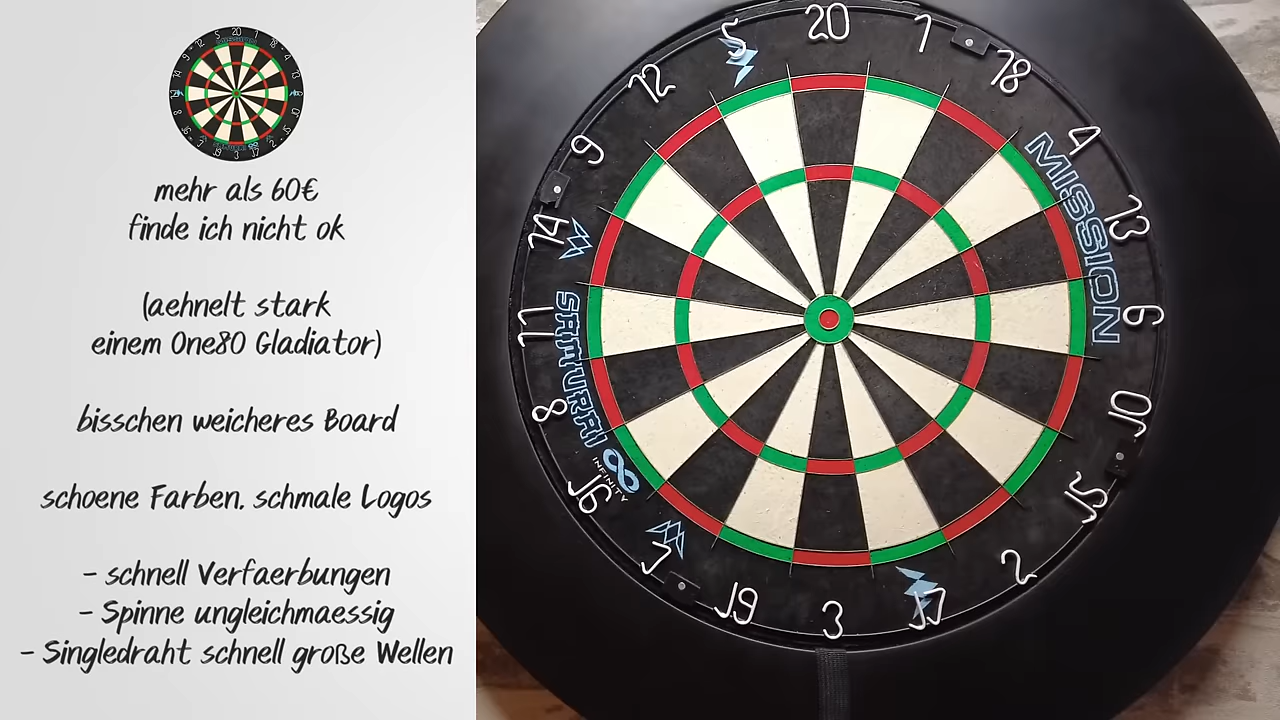 mehr als 60€
finde ich nicht ok
(aehnelt stark
einem One80 Gladiator)
bisschen weicheres Board
schoene Farben, schmale Logos
- schnell Verfaerbungen
- Spinne ungleichmaessig
- Singledraht schnell große Wellen
20
1
18
4
13
6
10
15
2
17
3
19
7
16
8
11
14
9
12
5
MISSION
SAMURAI
INFINITY